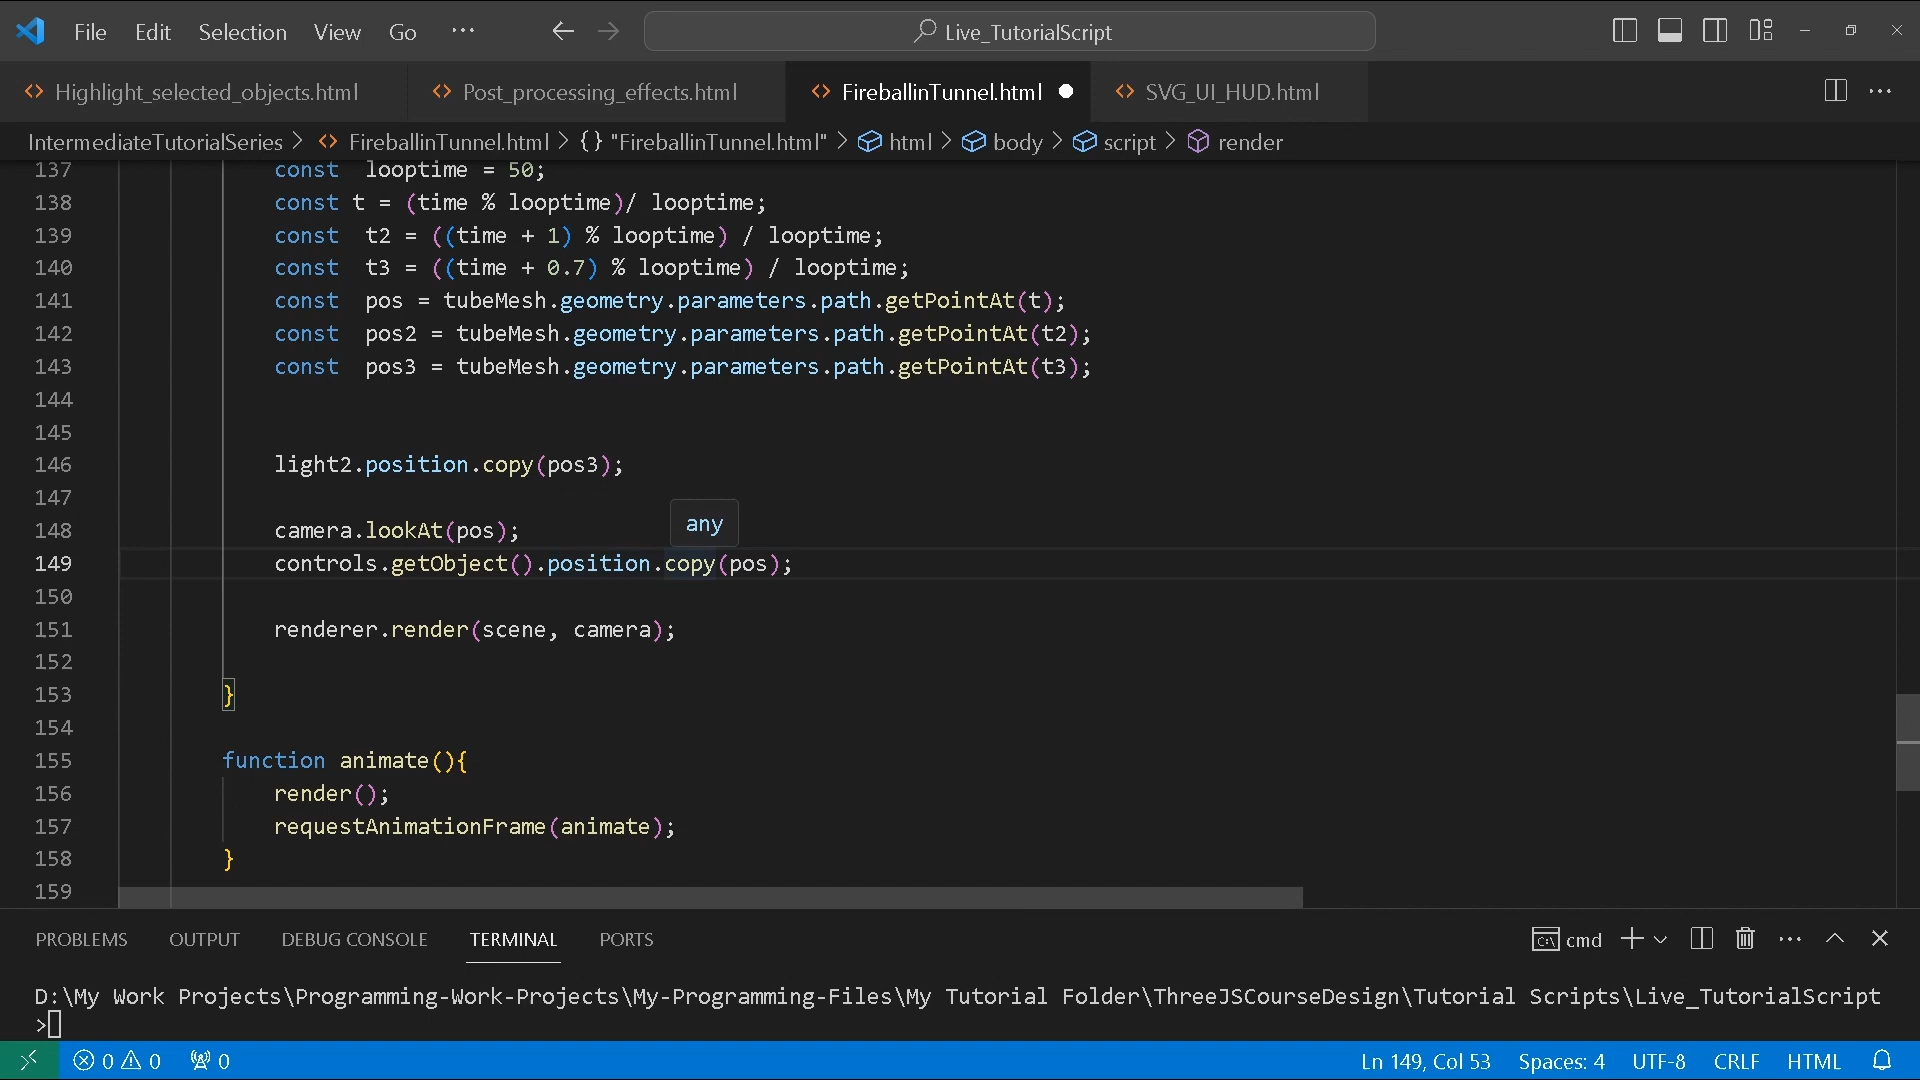 File Edit Selection View Go ··· Live_TutorialScript
Highlight_selected_objects.html Post_processing_effects.html FireballinTunnel.html SVG_UI_HUD.html
IntermediateTutorialSeries > FireballinTunnel.html > {} "FireballinTunnel.html" > html > body > script > render
137 const looptime = 50;
138 const t = (time % looptime)/ looptime;
139 const t2 = ((time + 1) % looptime) / looptime;
140 const t3 = ((time + 0.7) % looptime) / looptime;
141 const pos = tubeMesh.geometry.parameters.path.getPointAt(t);
142 const pos2 = tubeMesh.geometry.parameters.path.getPointAt(t2);
143 const pos3 = tubeMesh.geometry.parameters.path.getPointAt(t3);
144
145
146 light2.position.copy(pos3);
147
any
148 camera.lookAt(pos);
149 controls.getObject().position.copy(pos);
150
151 renderer.render(scene, camera);
152
153 }
154
155 function animate(){
156 render();
157 requestAnimationFrame(animate);
158 }
159
PROBLEMS OUTPUT DEBUG CONSOLE TERMINAL PORTS cmd
D:\My Work Projects\Programming-Work-Projects\My-Programming-Files\My Tutorial Folder\ThreeJSCourseDesign\Tutorial Scripts\Live_TutorialScript
>
0 0 0 Ln 149, Col 53 Spaces: 4 UTF-8 CRLF HTML